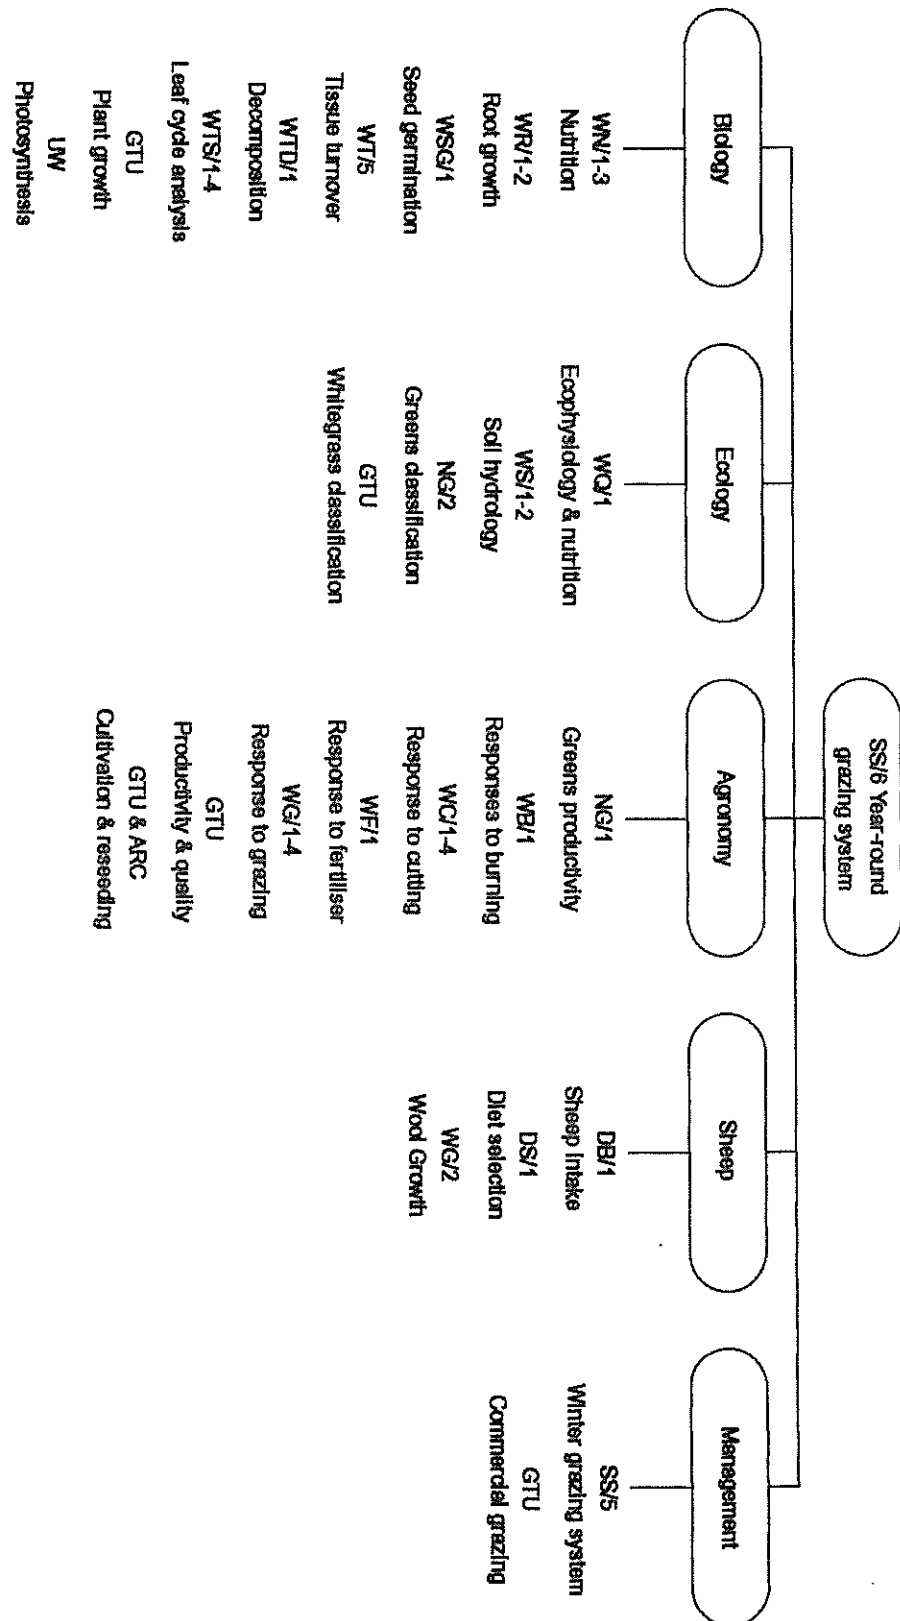 SS/6 Year-round
grazing system
Biology
WN/1-3
Nutrition
WR/1-2
Root growth
WSG/1
Seed germination
WT/5
Tissue turnover
WTD/1
Decomposition
WTS/1-4
Leaf cycle analysis
GTU
Plant growth
UW
Photosynthesis
Ecology
WQ/1
Ecophysiology & nutrition
WS/1-2
Soil hydrology
NG/2
Greens classification
GTU
Whitegrass classification
Agronomy
NG/1
Greens productivity
WB/1
Responses to burning
WC/1-4
Response to cutting
WF/1
Response to fertiliser
WG/1-4
Response to grazing
GTU
Productivity & quality
GTU & ARC
Cultivation & reseeding
Sheep
DB/1
Sheep Intake
DS/1
Diet selection
WG/2
Wool Growth
Management
SS/5
Winter grazing system
GTU
Commercial grazing